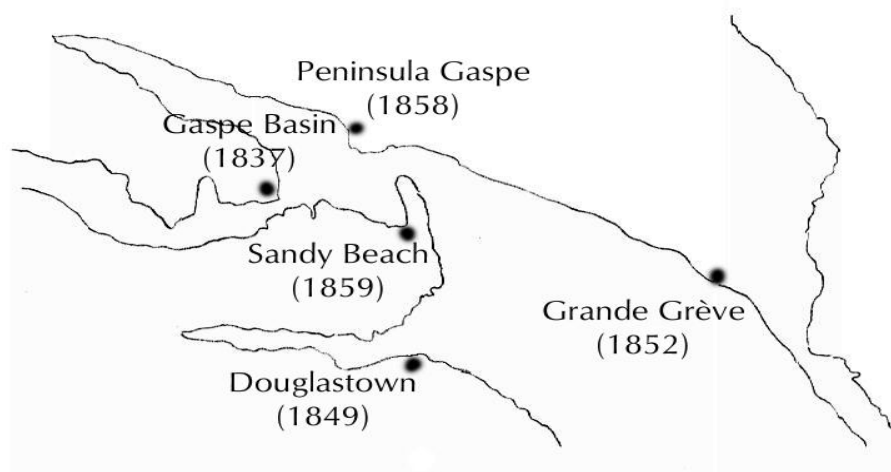 Peninsula Gaspe
(1858)
Gaspe Basin
(1837)
Sandy Beach
(1859)
Grande Grève
(1852)
Douglastown
(1849)